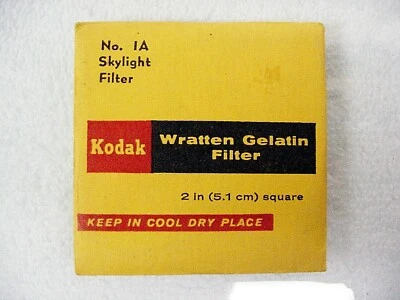 No. 1A
Skylight
Filter
Kodak
Wratten Gelatin
Filter
2 in (5.1 cm) square
KEEP IN COOL DRY PLACE